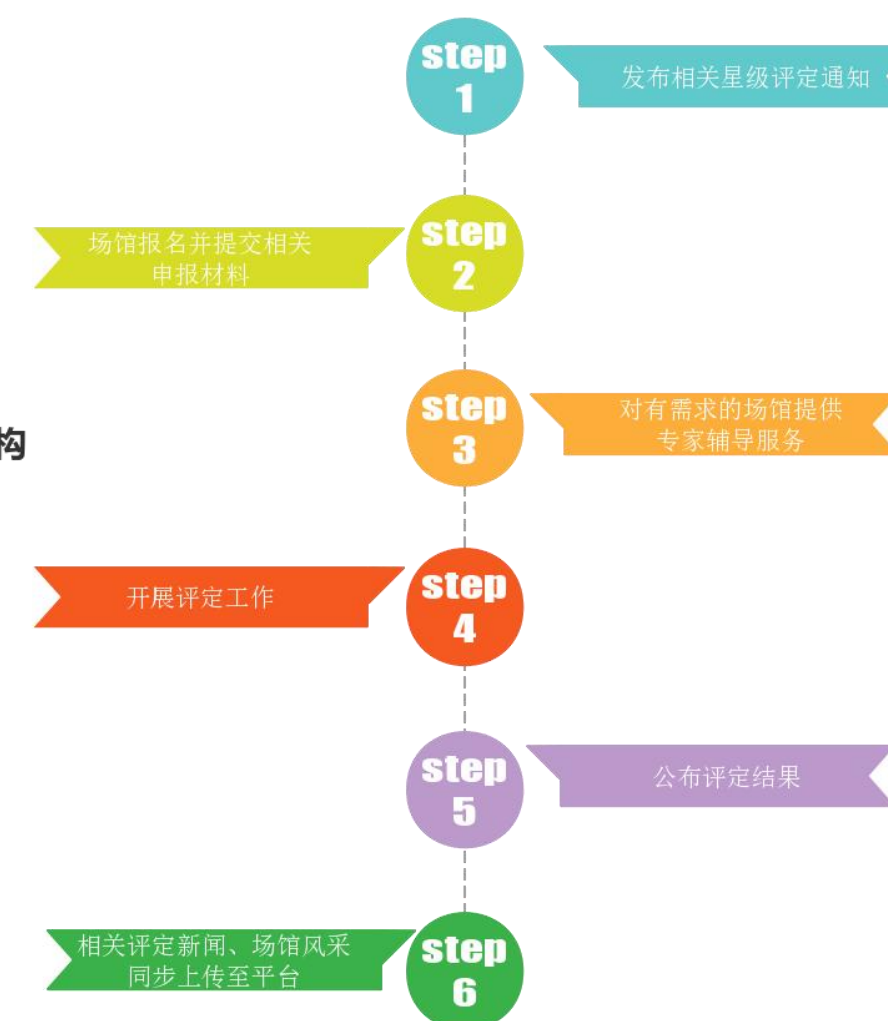 step
1
发布相关星级评定通知
step
2
场馆报名并提交相关
申报材料
step
3
对有需求的场馆提供
专家辅导服务
构
step
4
开展评定工作
step
5
公布评定结果
step
6
相关评定新闻、场馆风采
同步上传至平台